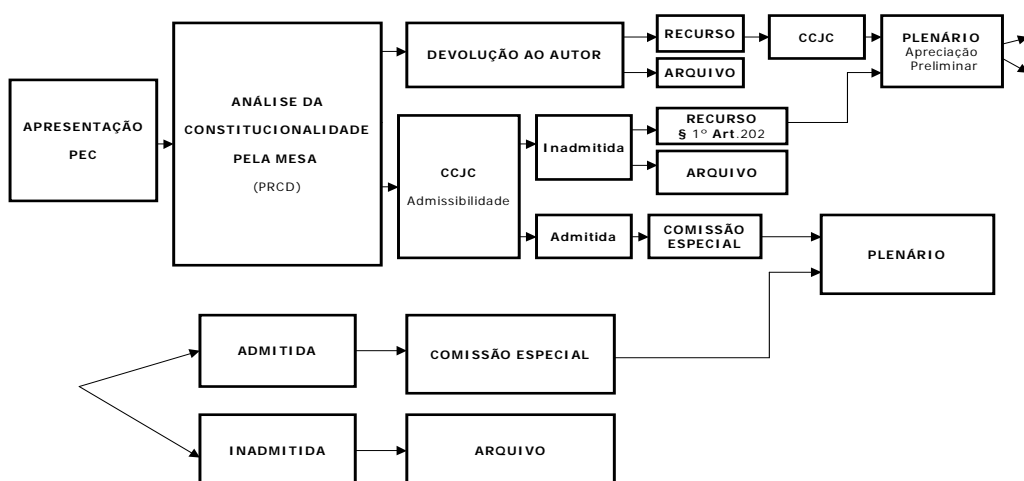 APRESENTAÇÃO
PEC
ANÁLISE DA
CONSTITUCIONALIDADE
PELA MESA
(PRCD)
DEVOLUÇÃO AO AUTOR
RECURSO
ARQUIVO
CCJC
PLENÁRIO
Apreciação
Preliminar
CCJC
Admissibilidade
Inadmitida
RECURSO
§ 1º Art.202
ARQUIVO
Admitida
COMISSÃO
ESPECIAL
PLENÁRIO
ADMITIDA
COMISSÃO ESPECIAL
INADMITIDA
ARQUIVO